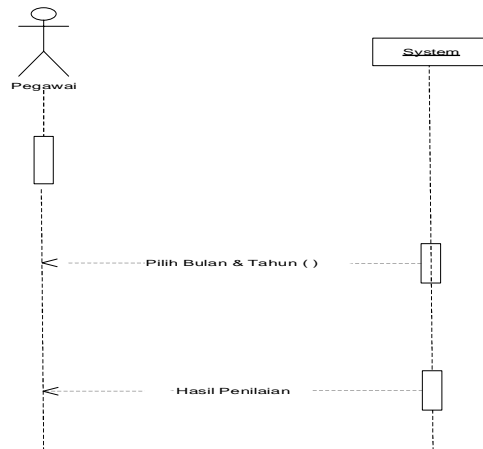 Pegawai
System
Pilih Bulan & Tahun ( )
Hasil Penilaian